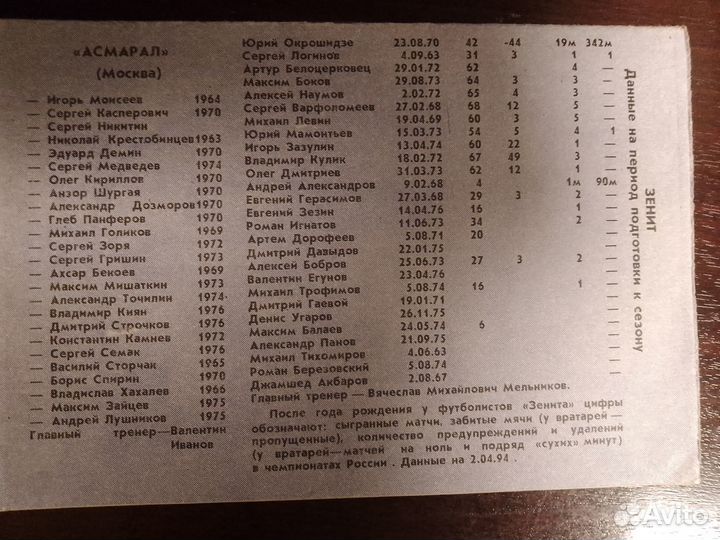 «АСМАРАЛ»
(Москва)
— Игорь Моисеев 1964
— Сергей Касперович 1970
— Сергей Никитин
— Николай Крестобинцев 1963
— Эдуард Демин 1970
— Сергей Медведев 1974
— Олег Кириллов 1970
— Анзор Шургая 1970
— Александр Дозморов 1970
— Глеб Панферов 1970
— Михаил Голиков 1969
— Сергей Зоря 1972
— Сергей Гришин 1973
— Ахсар Бекоев 1969
— Максим Мишаткин 1973
— Александр Точилин 1974
— Владимир Киян 1976
— Дмитрий Строчков 1976
— Константин Камнев 1972
— Сергей Семак 1976
— Василий Сторчак 1965
— Борис Спирин 1970
— Владислав Хахалев 1966
— Максим Зайцев 1975
— Андрей Лушников 1975
Главный тренер—Валентин
Иванов
Юрий Окрошидзе 23.08.70 42 -44 19м 342м
Сергей Логинов 4.09.63 31 3 1 1
Артур Белоцерковец 29.01.72 62 4 —
Максим Боков 29.08.73 64 3 3 —
Алексей Наумов 2.02.72 65 4 3 —
Сергей Варфоломеев 27.02.68 68 12 5 —
Михаил Левин 19.04.69 60 3 5 —
Юрий Мамонтьев 15.03.73 54 5 4 1
Игорь Зазулин 13.04.74 60 22 1 —
Владимир Кулик 18.02.72 67 49 3 —
Олег Дмитриев 31.03.73 62 12 1 —
Андрей Александров 9.02.68 4 1м 90м
Евгений Герасимов 27.03.68 29 3 2 —
Евгений Зезин 14.04.76 16 1 —
Роман Игнатов 11.06.73 34 2 —
Артем Дорофеев 5.08.71 20 —
Дмитрий Давыдов 22.01.75 —
Алексей Бобров 25.06.73 27 3 2 —
Валентин Егунов 23.04.76 —
Михаил Трофимов 5.08.74 16 1 —
Дмитрий Гаевой 19.01.71 —
Денис Угаров 26.11.75 —
Максим Балаев 24.05.74 6 —
Александр Панов 21.09.75 —
Михаил Тихомиров 4.06.63 —
Роман Березовский 5.08.74 —
Джамшед Акбаров 2.08.67 —
Главный тренер — Вячеслав Михайлович Мельников.
После года рождения у футболистов «Зенита» цифры
обозначают: сыгранные матчи, забитые мячи (у вратарей—
пропущенные), количество предупреждений и удалений
(у вратарей—матчей на ноль и подряд «сухих» минут)
в чемпионатах России. Данные на 2.04.94.
ЗЕНИТ
Данные на период подготовки к сезону
Avito